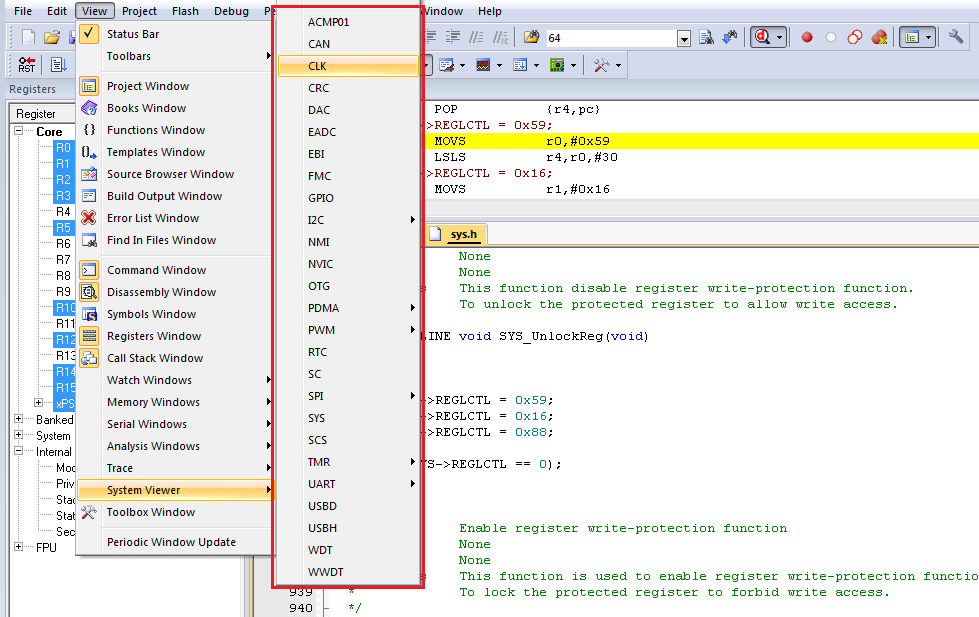 File Edit View Project Flash Debug Window Help
Status Bar
Toolbars
Project Window
Books Window
Functions Window
Templates Window
Source Browser Window
Build Output Window
Error List Window
Find In Files Window
Command Window
Disassembly Window
Symbols Window
Registers Window
Call Stack Window
Watch Windows
Memory Windows
Serial Windows
Analysis Windows
Trace
System Viewer
Toolbox Window
Periodic Window Update
ACMP01
CAN
CLK
CRC
DAC
EADC
EBI
FMC
GPIO
I2C
NMI
NVIC
OTG
PDMA
PWM
RTC
SC
SPI
SYS
SCS
TMR
UART
USBD
USBH
WDT
WWDT
64
RST
Registers
Register
Core
R0
R1
R2
R3
R4
R5
R6
R7
R8
R9
R10
R11
R12
R13
R14
R15
xPS
Banked
System
Internal
Mod
Priv
Stac
Stat
Sec
FPU
POP {r4,pc}
->REGLCTL = 0x59;
MOVS r0,#0x59
LSLS r4,r0,#30
->REGLCTL = 0x16;
MOVS r1,#0x16
sys.h
None
None
This function disable register write-protection function.
To unlock the protected register to allow write access.
LINE void SYS_UnlockReg(void)
->REGLCTL = 0x59;
->REGLCTL = 0x16;
->REGLCTL = 0x88;
YS->REGLCTL == 0);
Enable register write-protection function
None
None
This function is used to enable register write-protection functio
939 * To lock the protected register to forbid write access.
940 */